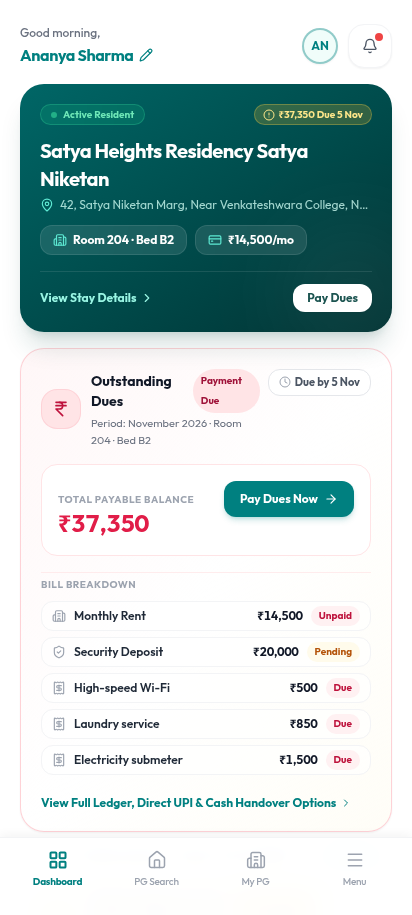 Good morning,
Ananya Sharma
AN
Active Resident
₹37,350 Due 5 Nov
Satya Heights Residency Satya
Niketan
42, Satya Niketan Marg, Near Venkateshwara College, N...
Room 204 · Bed B2
₹14,500/mo
View Stay Details
Pay Dues
₹
Outstanding
Dues
Payment
Due
Due by 5 Nov
Period: November 2026 · Room
204 · Bed B2
TOTAL PAYABLE BALANCE
₹37,350
Pay Dues Now
BILL BREAKDOWN
Monthly Rent ₹14,500 Unpaid
Security Deposit ₹20,000 Pending
High-speed Wi-Fi ₹500 Due
Laundry service ₹850 Due
Electricity submeter ₹1,500 Due
View Full Ledger, Direct UPI & Cash Handover Options
Dashboard
PG Search
My PG
Menu